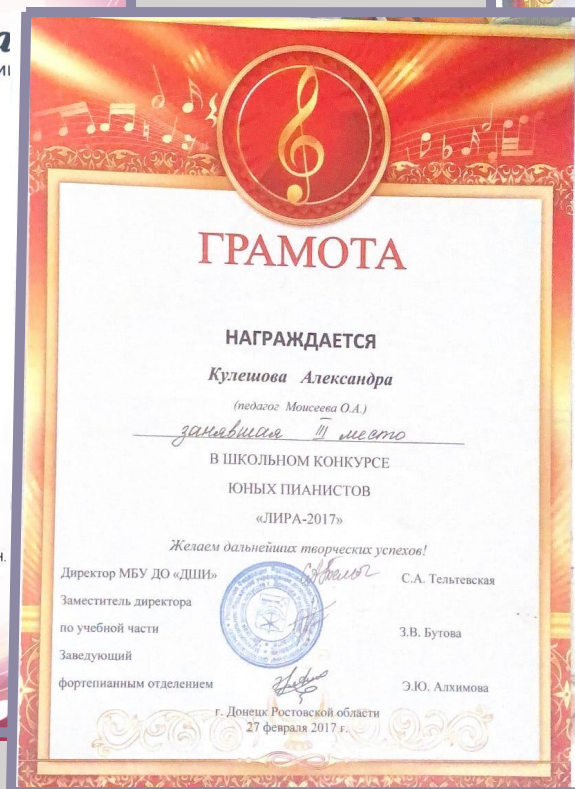 ГРАМОТА
НАГРАЖДАЕТСЯ
Кулешова Александра
(педагог Моисеева О.А.)
занявшая III место
В ШКОЛЬНОМ КОНКУРСЕ
ЮНЫХ ПИАНИСТОВ
«ЛИРА-2017»
Желаем дальнейших творческих успехов!
Директор МБУ ДО «ДШИ» С.А. Тельтевская
Заместитель директора
по учебной части З.В. Бутова
Заведующий
фортепианным отделением Э.Ю. Алхимова
г. Донецк Ростовской области
27 февраля 2017 г.